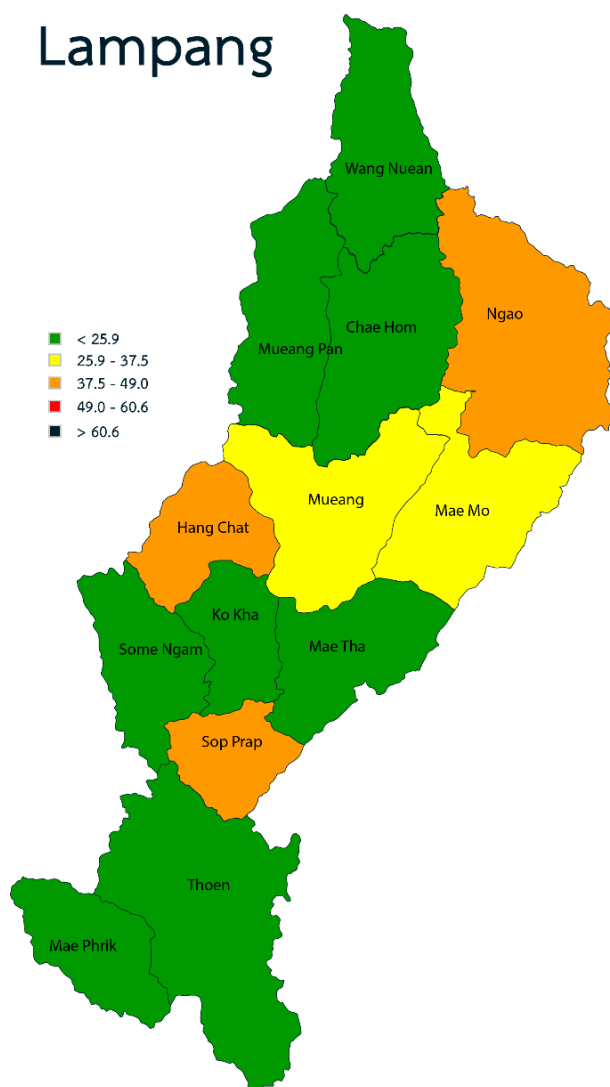 Lampang
Wang Nuean
Ngao
Chae Hom
Mueang Pan
< 25.9
25.9 - 37.5
37.5 - 49.0
49.0 - 60.6
> 60.6
Mueang
Mae Mo
Hang Chat
Ko Kha
Some Ngam
Mae Tha
Sop Prap
Thoen
Mae Phrik